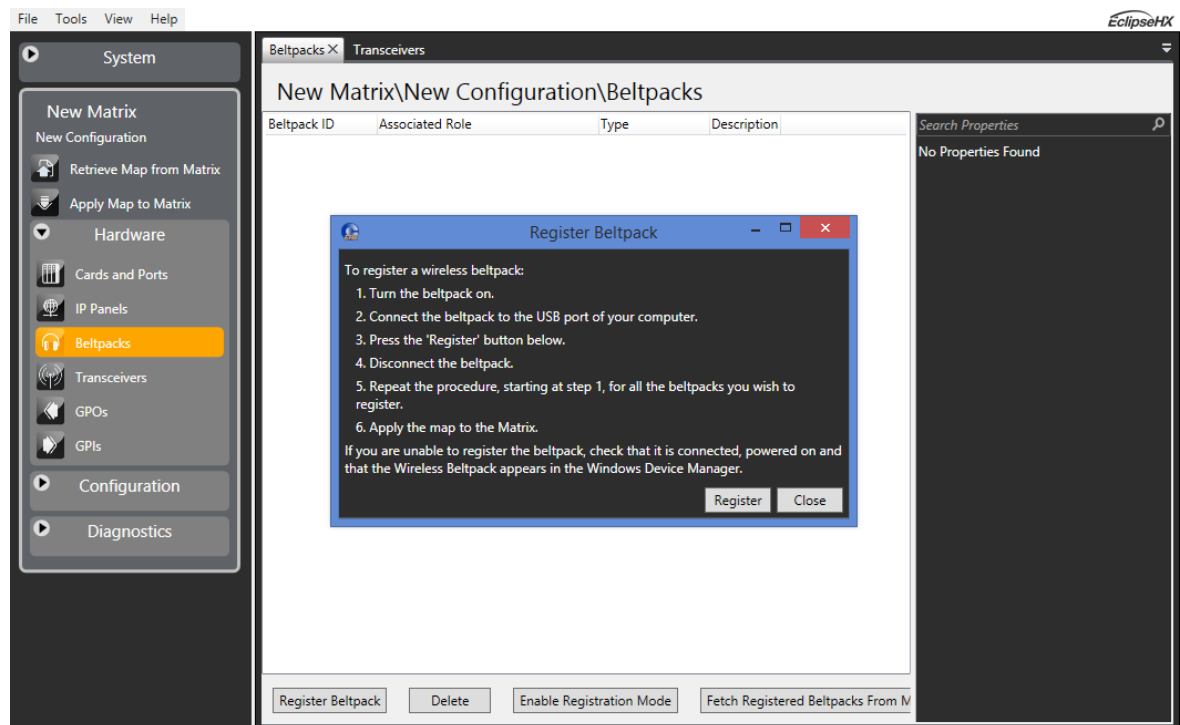 File Tools View Help
EclipseHX
System
New Matrix
New Configuration
Retrieve Map from Matrix
Apply Map to Matrix
Hardware
Cards and Ports
IP Panels
Beltpacks
Transceivers
GPOs
GPIs
Configuration
Diagnostics
Beltpacks Transceivers
New Matrix\New Configuration\Beltpacks
Beltpack ID Associated Role Type Description
Search Properties
No Properties Found
Register Beltpack
To register a wireless beltpack:
1. Turn the beltpack on.
2. Connect the beltpack to the USB port of your computer.
3. Press the 'Register' button below.
4. Disconnect the beltpack.
5. Repeat the procedure, starting at step 1, for all the beltpacks you wish to
register.
6. Apply the map to the Matrix.
If you are unable to register the beltpack, check that it is connected, powered on and
that the Wireless Beltpack appears in the Windows Device Manager.
Register Close
Register Beltpack Delete Enable Registration Mode Fetch Registered Beltpacks From M